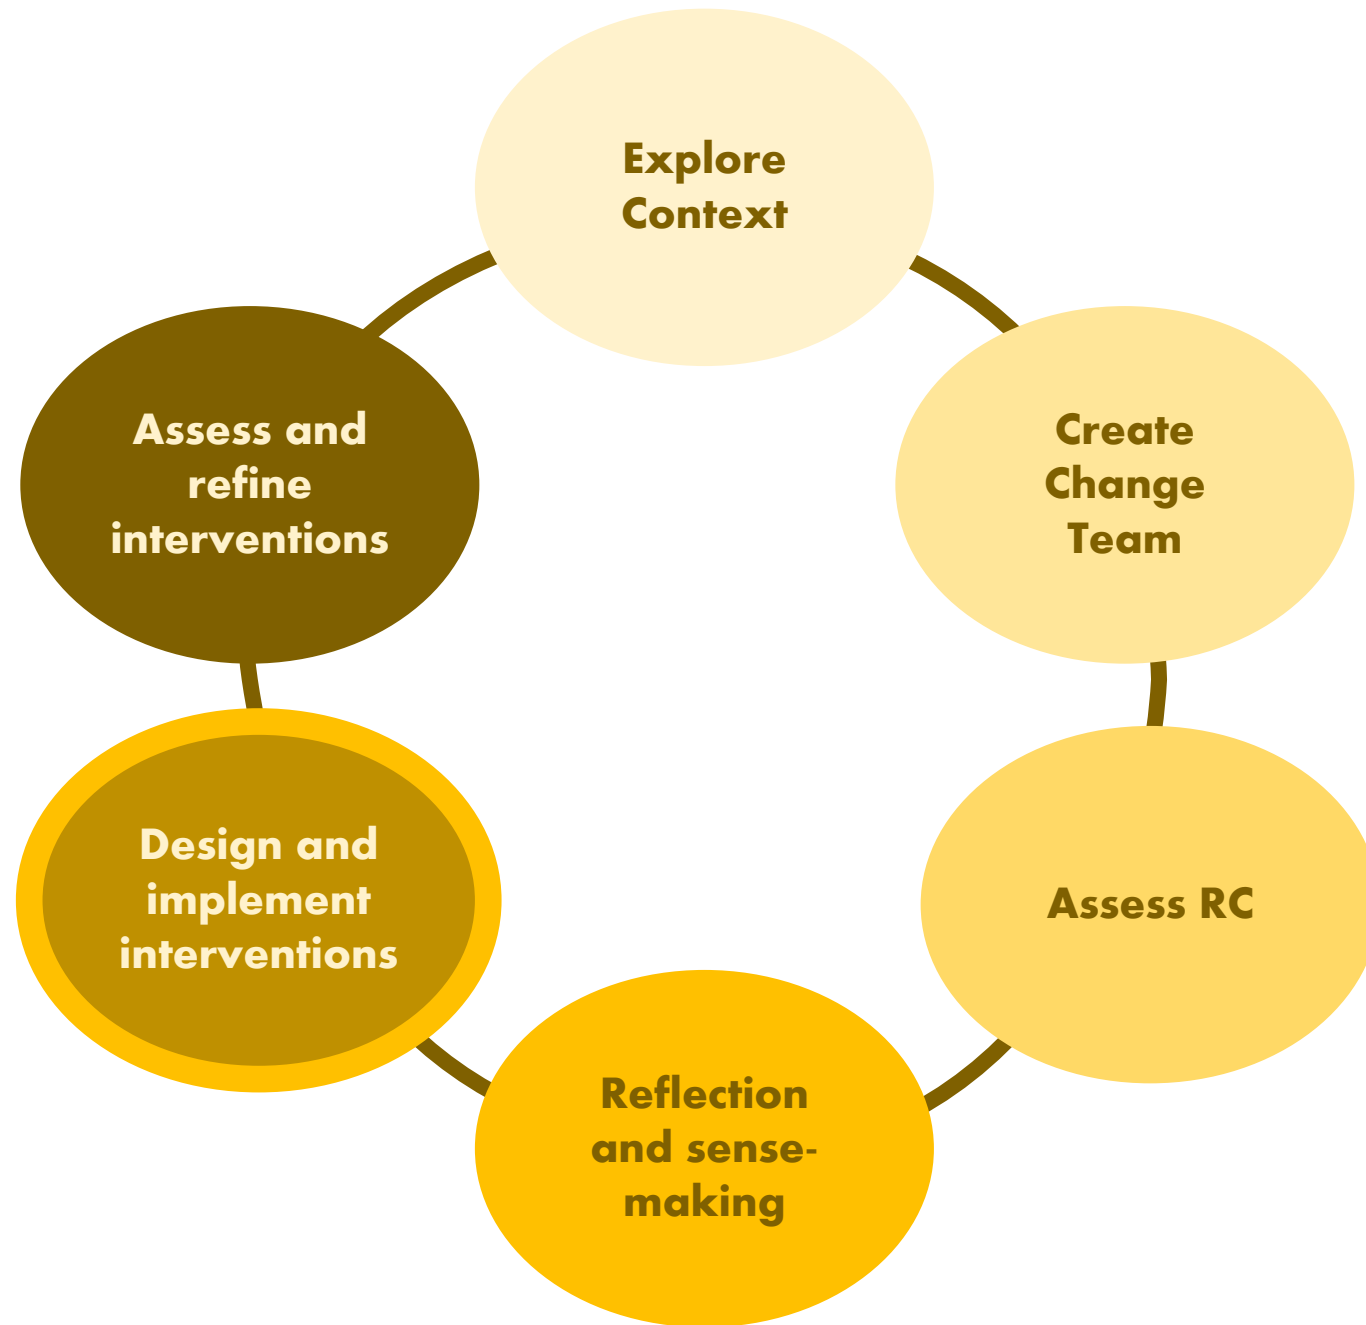 Explore
Context
Create
Change
Team
Assess RC
Reflection
and sense-
making
Design and
implement
interventions
Assess and
refine
interventions